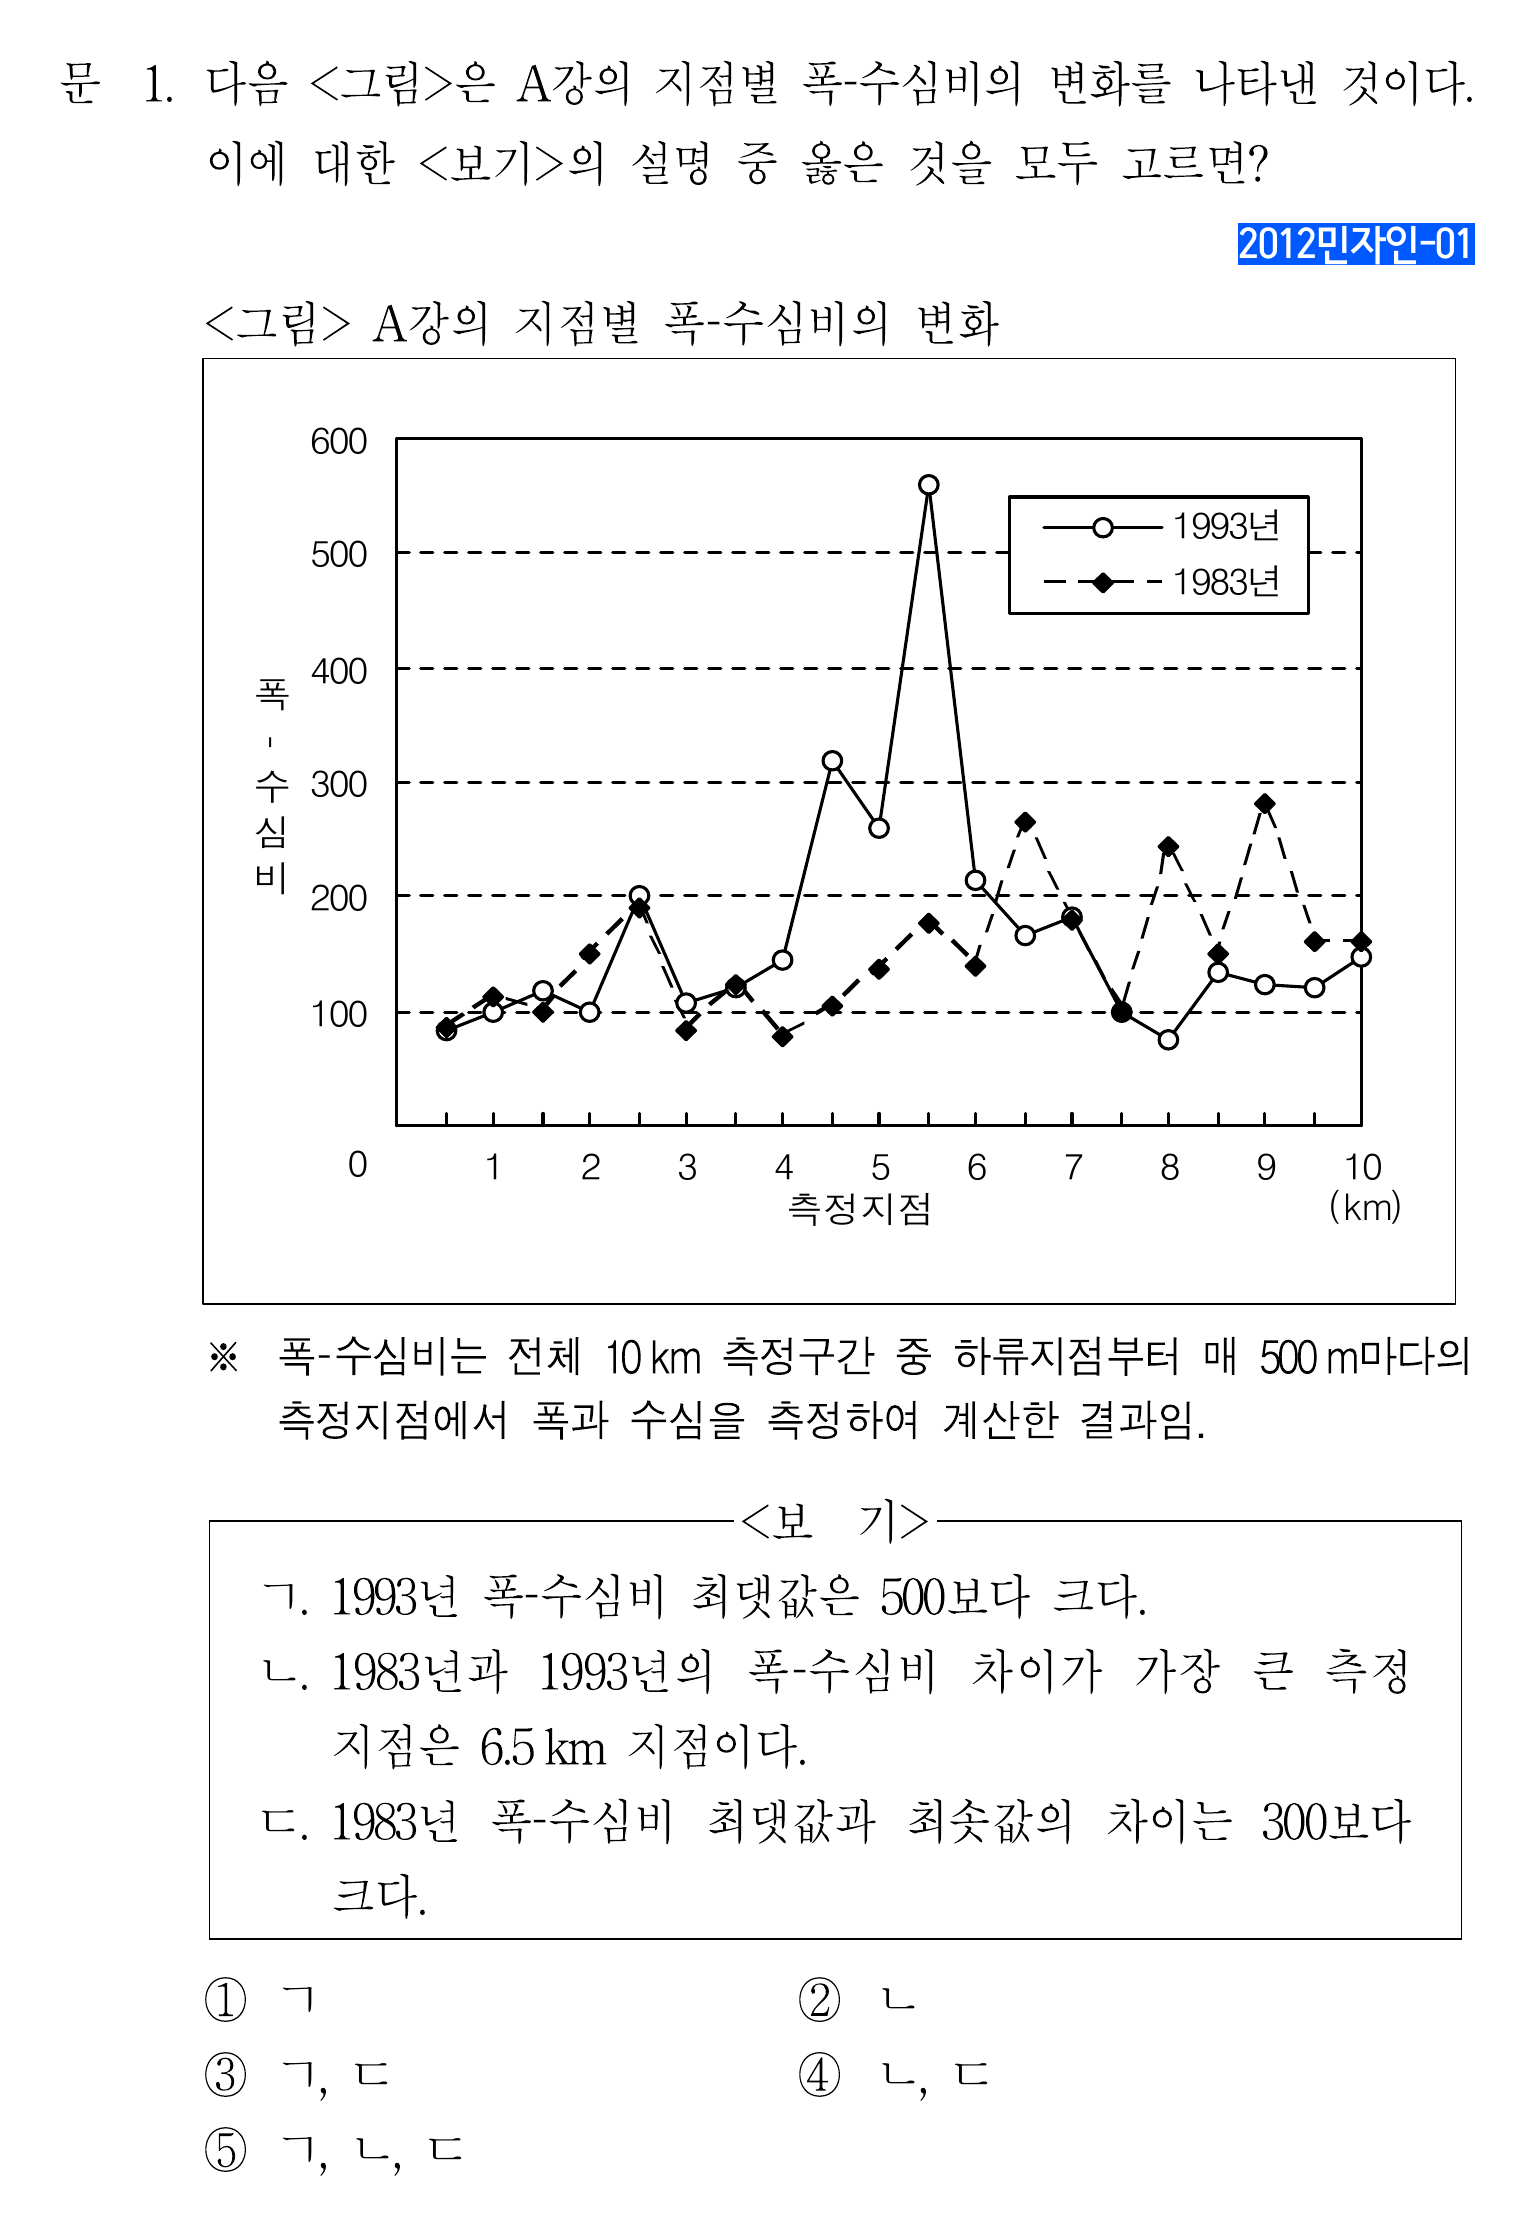 문 1. 다음 <그림>은 A강의 지점별 폭-수심비의 변화를 나타낸 것이다.
이에 대한 <보기>의 설명 중 옳은 것을 모두 고르면?
2012민자인-01
<그림> A강의 지점별 폭-수심비의 변화
600
500
400
300
200
100
0
폭-수심비
1993년
1983년
1 2 3 4 5 6 7 8 9 10
측정지점
(km)
※ 폭-수심비는 전체 10 km 측정구간 중 하류지점부터 매 500 m마다의
측정지점에서 폭과 수심을 측정하여 계산한 결과임.
<보 기>
ㄱ. 1993년 폭-수심비 최댓값은 500보다 크다.
ㄴ. 1983년과 1993년의 폭-수심비 차이가 가장 큰 측정
지점은 6.5 km 지점이다.
ㄷ. 1983년 폭-수심비 최댓값과 최솟값의 차이는 300보다
크다.
① ㄱ ② ㄴ
③ ㄱ, ㄷ ④ ㄴ, ㄷ
⑤ ㄱ, ㄴ, ㄷ